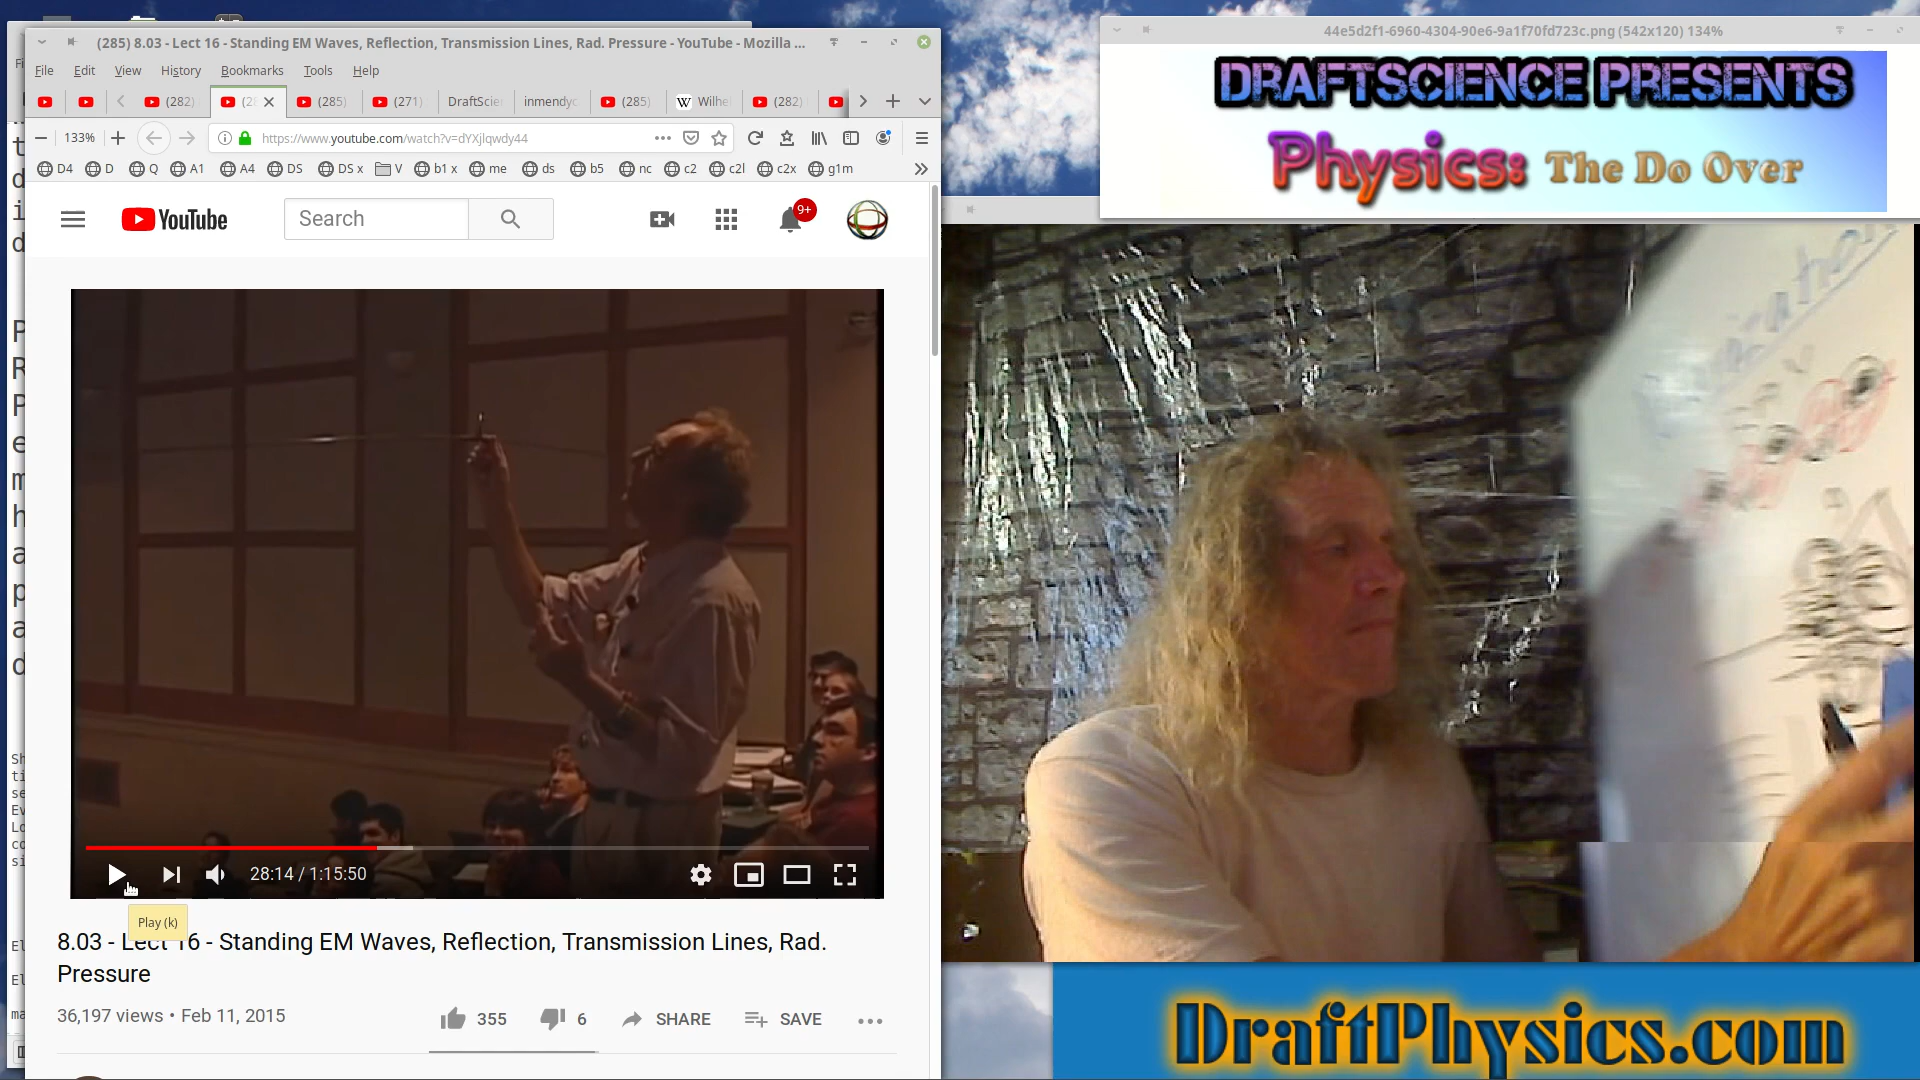 (285) 8.03 - Lect 16 - Standing EM Waves, Reflection, Transmission Lines, Rad. Pressure - YouTube - Mozilla ...
File Edit View History Bookmarks Tools Help
(282) (285) (271) DraftScie inmendyc (285) Wilhe (282)
133% https://www.youtube.com/watch?v=dYXjlqwdy44
D4 D Q A1 A4 DS DS x V b1 x me ds b5 nc c2 c2l c2x g1m
YouTube Search 9+
28:14 / 1:15:50
Play (k)
8.03 - Lect 16 - Standing EM Waves, Reflection, Transmission Lines, Rad.
Pressure
36,197 views • Feb 11, 2015 355 6 SHARE SAVE
44e5d2f1-6960-4304-90e6-9a1f70fd723c.png (542x120) 134%
DRAFTSCIENCE PRESENTS
Physics: The Do Over
DraftPhysics.com